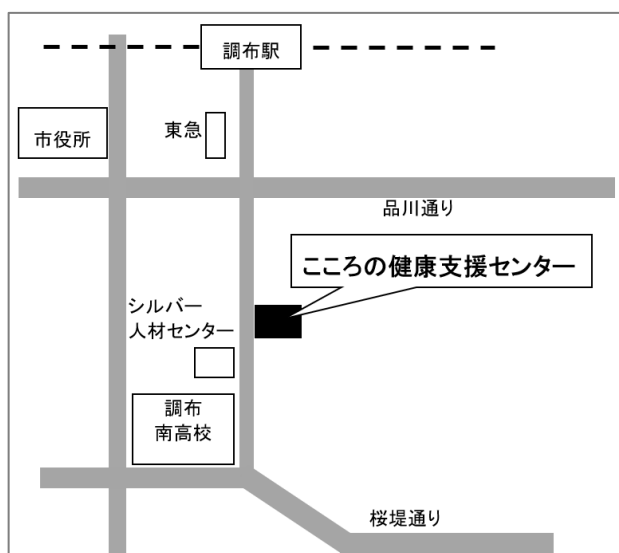 調布駅
東急
市役所
品川通り
こころの健康支援センター
シルバー
人材センター
調布
南高校
桜堤通り